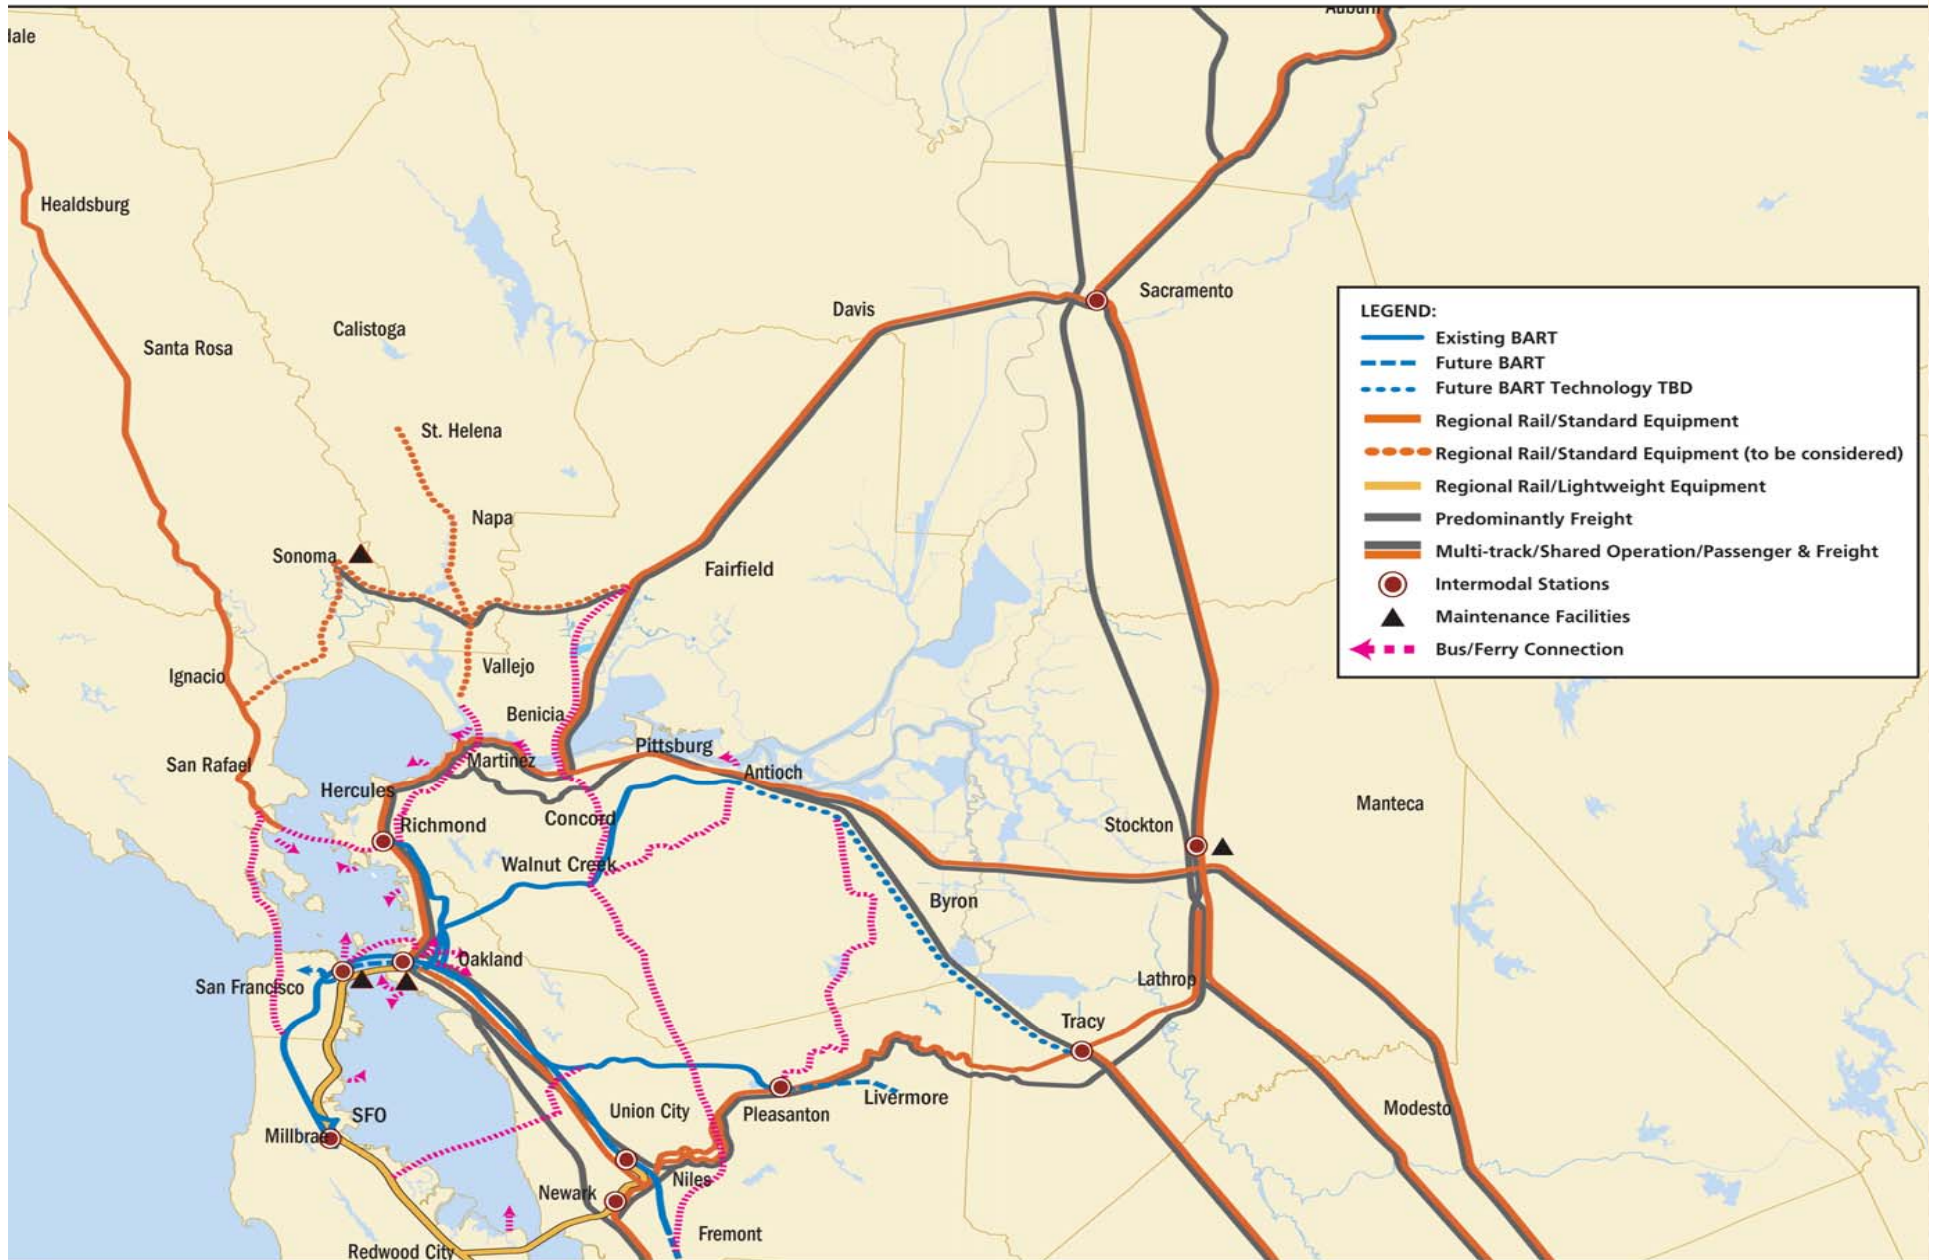 Auburn
dale
Healdsburg
Sacramento
Davis
Calistoga
Santa Rosa
LEGEND:
Existing BART
Future BART
Future BART Technology TBD
Regional Rail/Standard Equipment
Regional Rail/Standard Equipment (to be considered)
Regional Rail/Lightweight Equipment
Predominantly Freight
Multi-track/Shared Operation/Passenger & Freight
Intermodal Stations
Maintenance Facilities
Bus/Ferry Connection
St. Helena
Napa
Sonoma
Fairfield
Vallejo
Ignacio
Benicia
Pittsburg
San Rafael
Martinez
Antioch
Hercules
Manteca
Richmond
Concord
Stockton
Walnut Creek
Byron
Oakland
San Francisco
Lathrop
Tracy
Livermore
SFO
Union City
Pleasanton
Modesto
Millbrae
Niles
Newark
Fremont
Redwood City